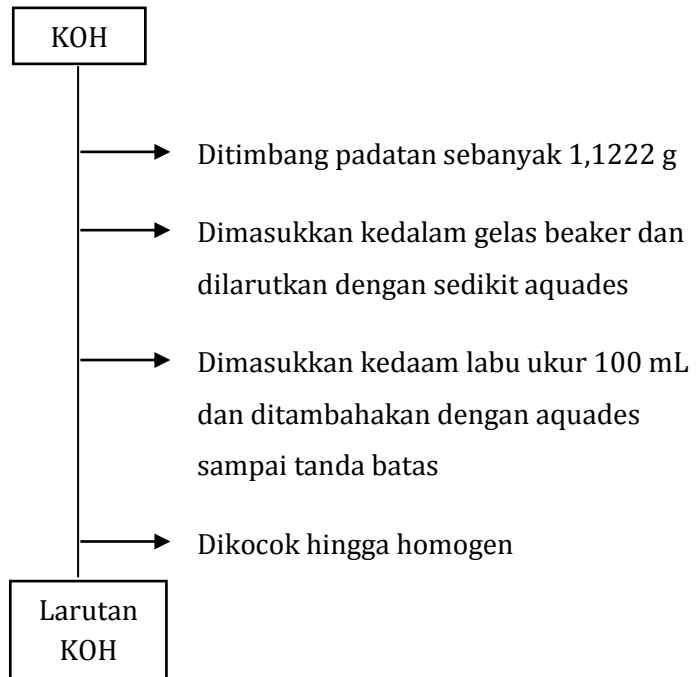 KOH
Ditimbang padatan sebanyak 1,1222 g
Dimasukkan kedalam gelas beaker dan
dilarutkan dengan sedikit aquades
Dimasukkan kedaam labu ukur 100 mL
dan ditambahakan dengan aquades
sampai tanda batas
Dikocok hingga homogen
Larutan
KOH